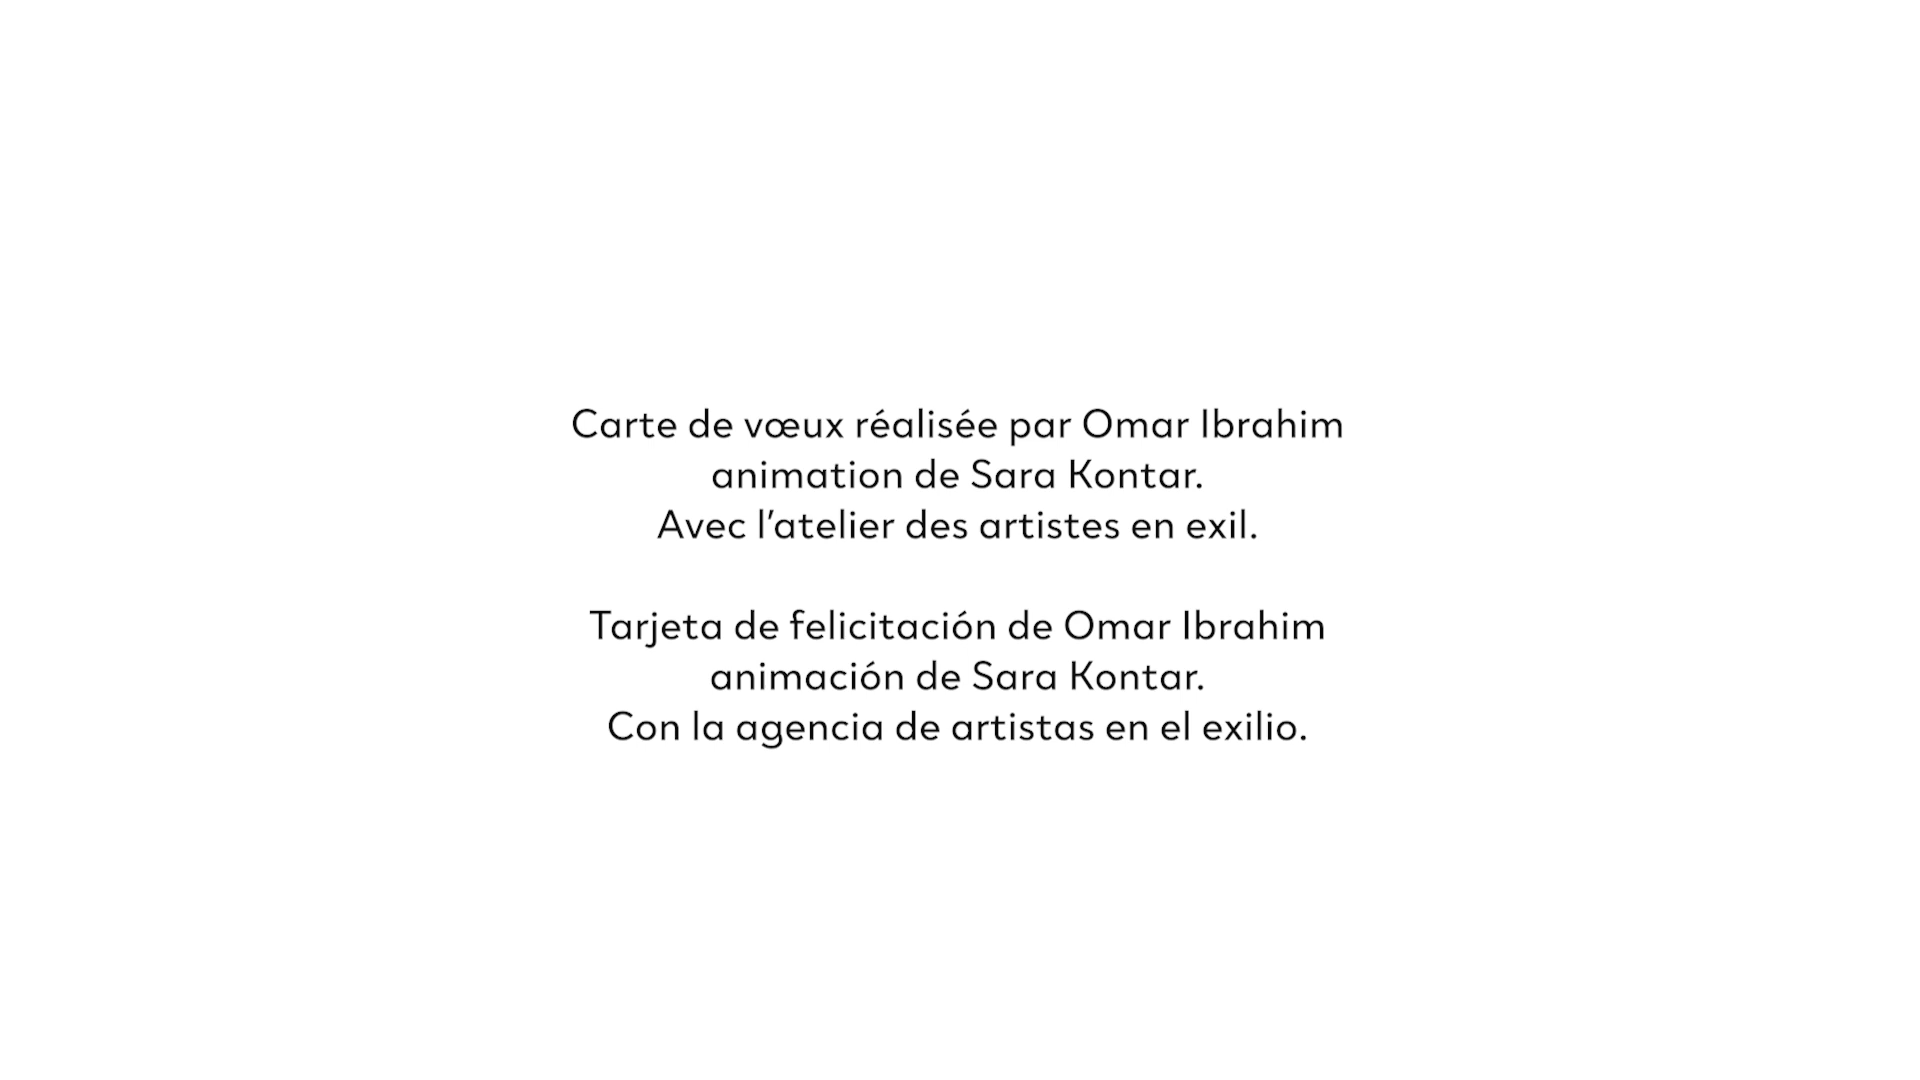 Carte de vœux réalisée par Omar Ibrahim
animation de Sara Kontar.
Avec l’atelier des artistes en exil.
Tarjeta de felicitación de Omar Ibrahim
animación de Sara Kontar.
Con la agencia de artistas en el exilio.